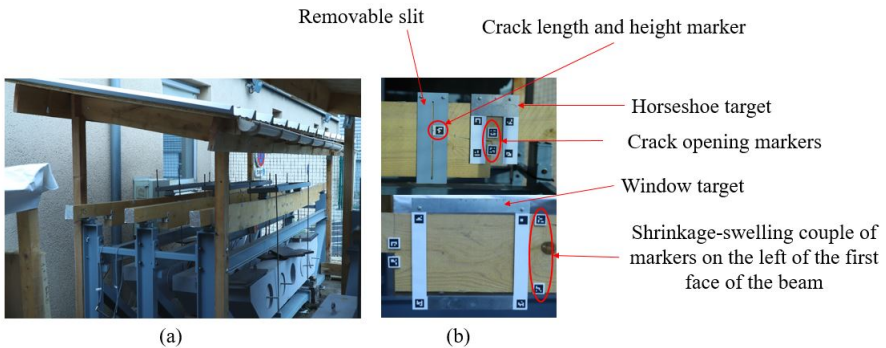 Removable slit
Crack length and height marker
Horseshoe target
Crack opening markers
Window target
Shrinkage-swelling couple of
markers on the left of the first
face of the beam
(a)
(b)